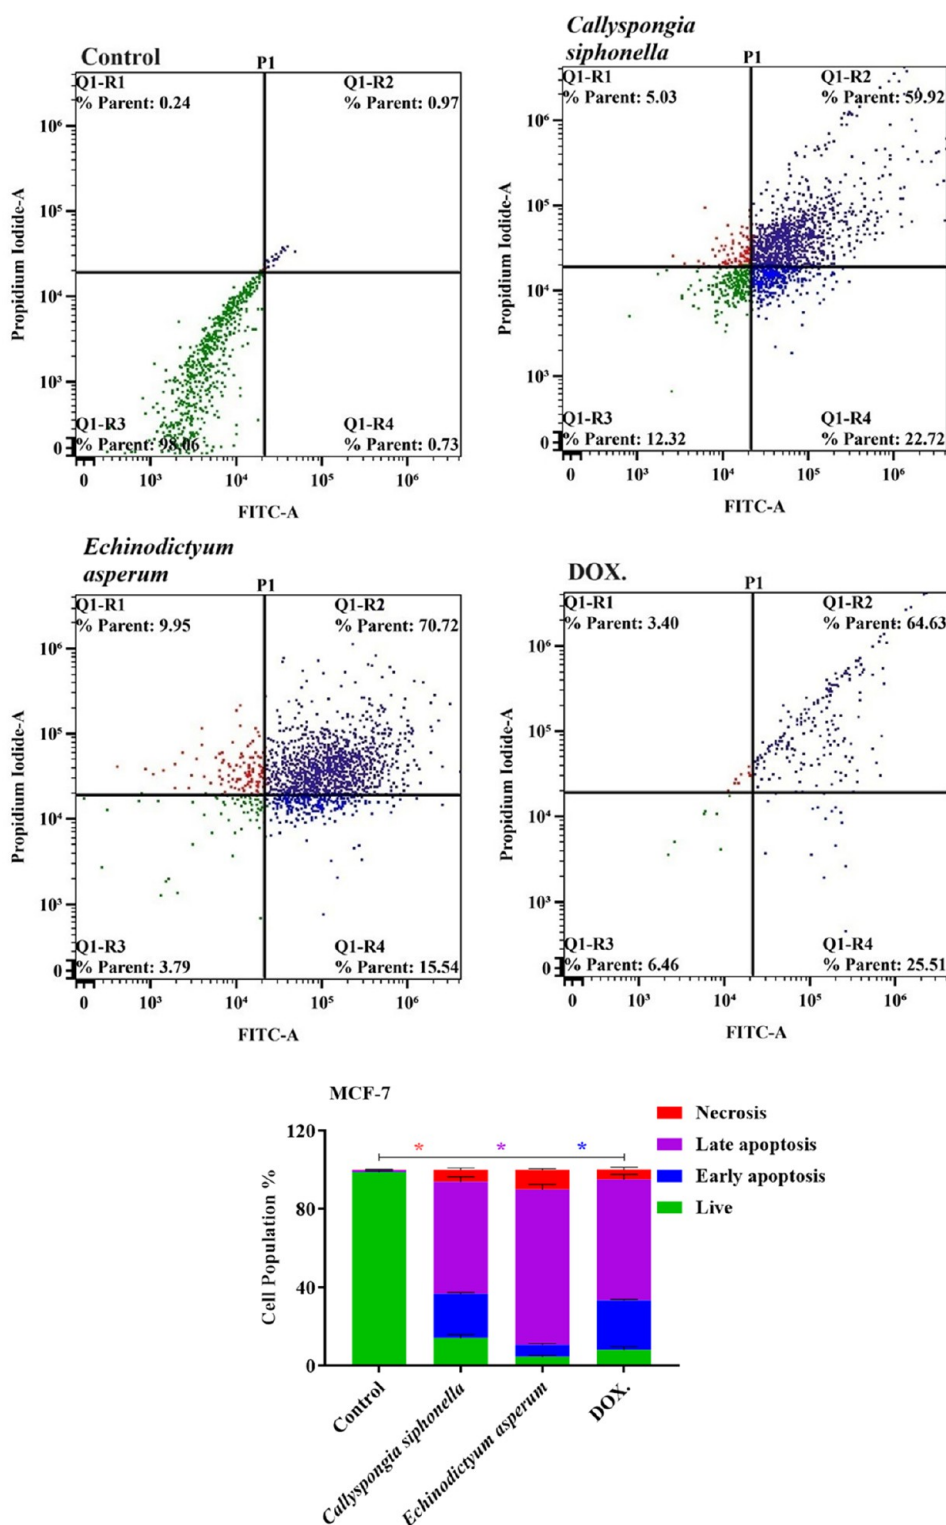 Control
P1
Q1-R1
% Parent: 0.24
Q1-R2
% Parent: 0.97
10⁶
10⁵
10⁴
10³
0
Propidium Iodide-A
Q1-R3
% Parent: 98.06
Q1-R4
% Parent: 0.73
0
10³
10⁴
10⁵
10⁶
FITC-A
Callyspongia
siphonella
P1
Q1-R1
% Parent: 5.03
Q1-R2
% Parent: 59.92
10⁶
10⁵
10⁴
10³
0
Propidium Iodide-A
Q1-R3
% Parent: 12.32
Q1-R4
% Parent: 22.72
0
10³
10⁴
10⁵
10⁶
FITC-A
Echinodictyum
asperum
P1
Q1-R1
% Parent: 9.95
Q1-R2
% Parent: 70.72
10⁶
10⁵
10⁴
10³
0
Propidium Iodide-A
Q1-R3
% Parent: 3.79
Q1-R4
% Parent: 15.54
0
10³
10⁴
10⁵
10⁶
FITC-A
DOX.
P1
Q1-R1
% Parent: 3.40
Q1-R2
% Parent: 64.63
10⁶
10⁵
10⁴
10³
0
Propidium Iodide-A
Q1-R3
% Parent: 6.46
Q1-R4
% Parent: 25.51
0
10³
10⁴
10⁵
10⁶
FITC-A
MCF-7
120
80
40
0
Cell Population %
* * *
Necrosis
Late apoptosis
Early apoptosis
Live
Control
Callyspongia siphonella
Echinodictyum asperum
DOX.